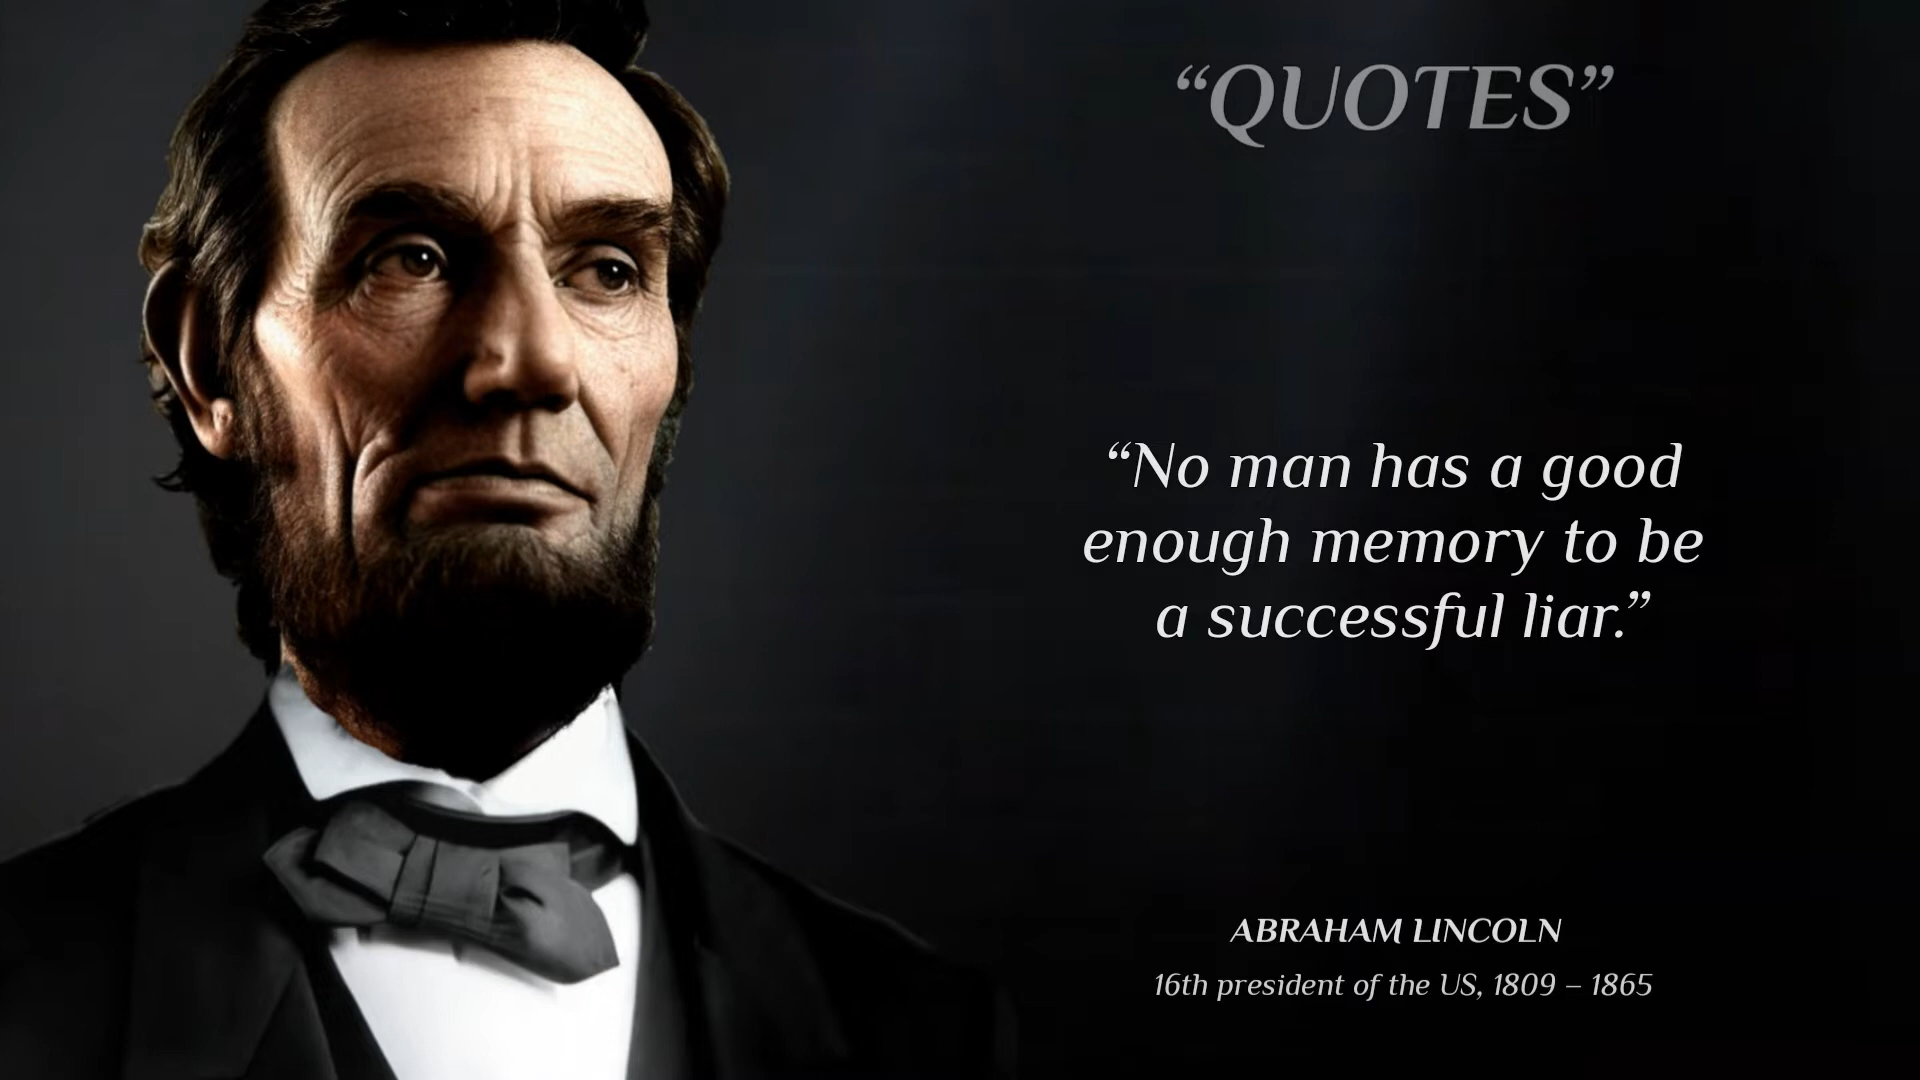 “QUOTES”
“No man has a good
enough memory to be
a successful liar.”
ABRAHAM LINCOLN
16th president of the US, 1809 – 1865